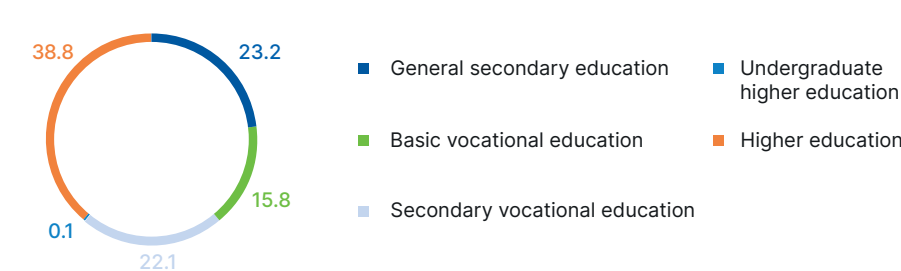 38.8
23.2
15.8
0.1
22.1
General secondary education
Basic vocational education
Secondary vocational education
Undergraduate
higher education
Higher education